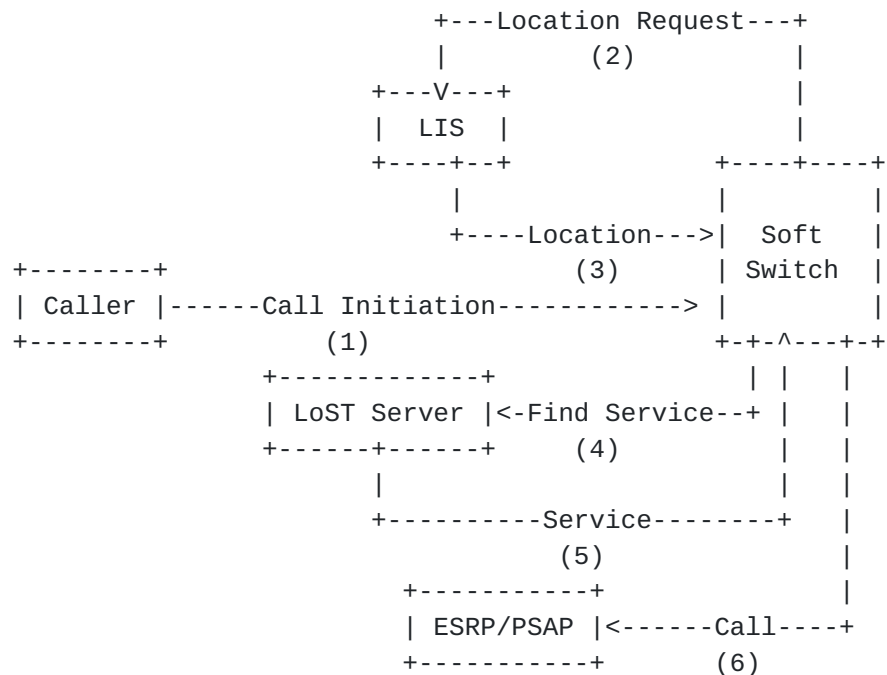 +---Location Request---+
|         (2)          |
+---V---+                  |
|  LIS  |                  |
+----+--+             +----+----+
|                |         |
+----Location--->|  Soft   |
+--------+                         (3)      | Switch  |
| Caller |------Call Initiation------------> |         |
+--------+          (1)                     +-+-^---+-+
+-------------+                | |   |
| LoST Server |<-Find Service--+ |   |
+------+------+     (4)          |   |
|                         |   |
+----------Service--------+   |
(5)                |
+-----------+               |
| ESRP/PSAP |<------Call----+
+-----------+       (6)